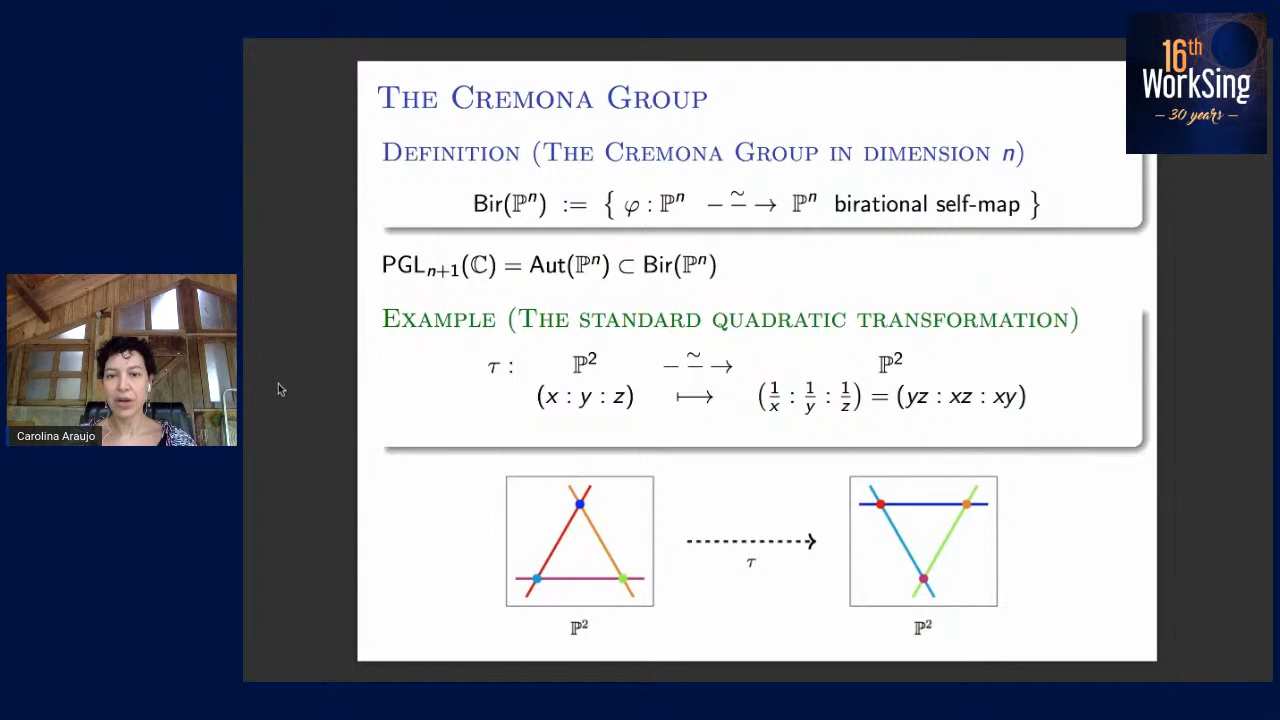 16th
WorkSing
– 30 years –
The Cremona Group
Definition (The Cremona Group in dimension n)
Bir(ℙⁿ) := { φ : ℙⁿ −∼→ ℙⁿ birational self-map }
PGLₙ₊₁(ℂ) = Aut(ℙⁿ) ⊂ Bir(ℙⁿ)
Example (The standard quadratic transformation)
τ : ℙ² −∼→ ℙ²
(x : y : z) ⟼ (1/x : 1/y : 1/z) = (yz : xz : xy)
Carolina Araujo
τ
ℙ² ℙ²